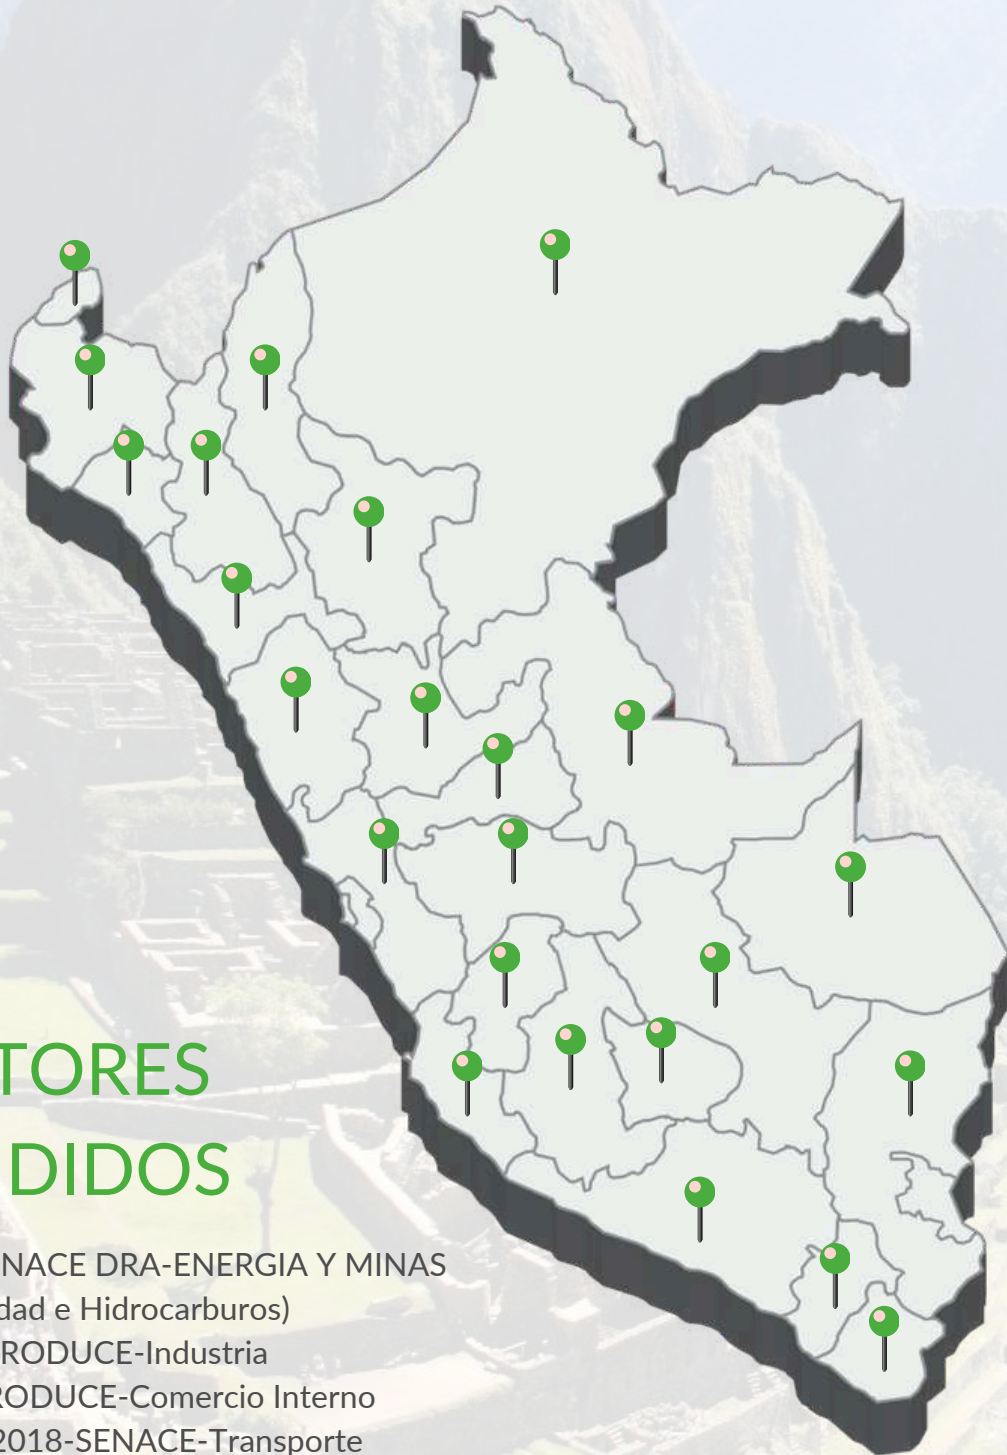 TORES
DIDOS
NACE DRA-ENERGIA Y MINAS
dad e Hidrocarburos)
RODUCE-Industria
RODUCE-Comercio Interno
2018-SENACE-Transporte